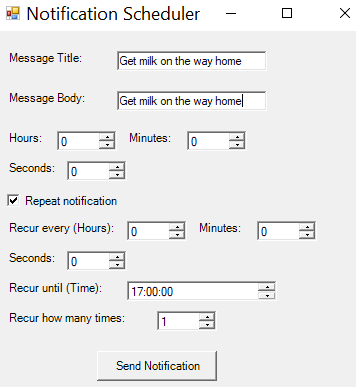 Notification Scheduler
Message Title: Get milk on the way home
Message Body: Get milk on the way home
Hours: 0 Minutes: 0
Seconds: 0
Repeat notification
Recur every (Hours): 0 Minutes: 0
Seconds: 0
Recur until (Time): 17:00:00
Recur how many times: 1
Send Notification